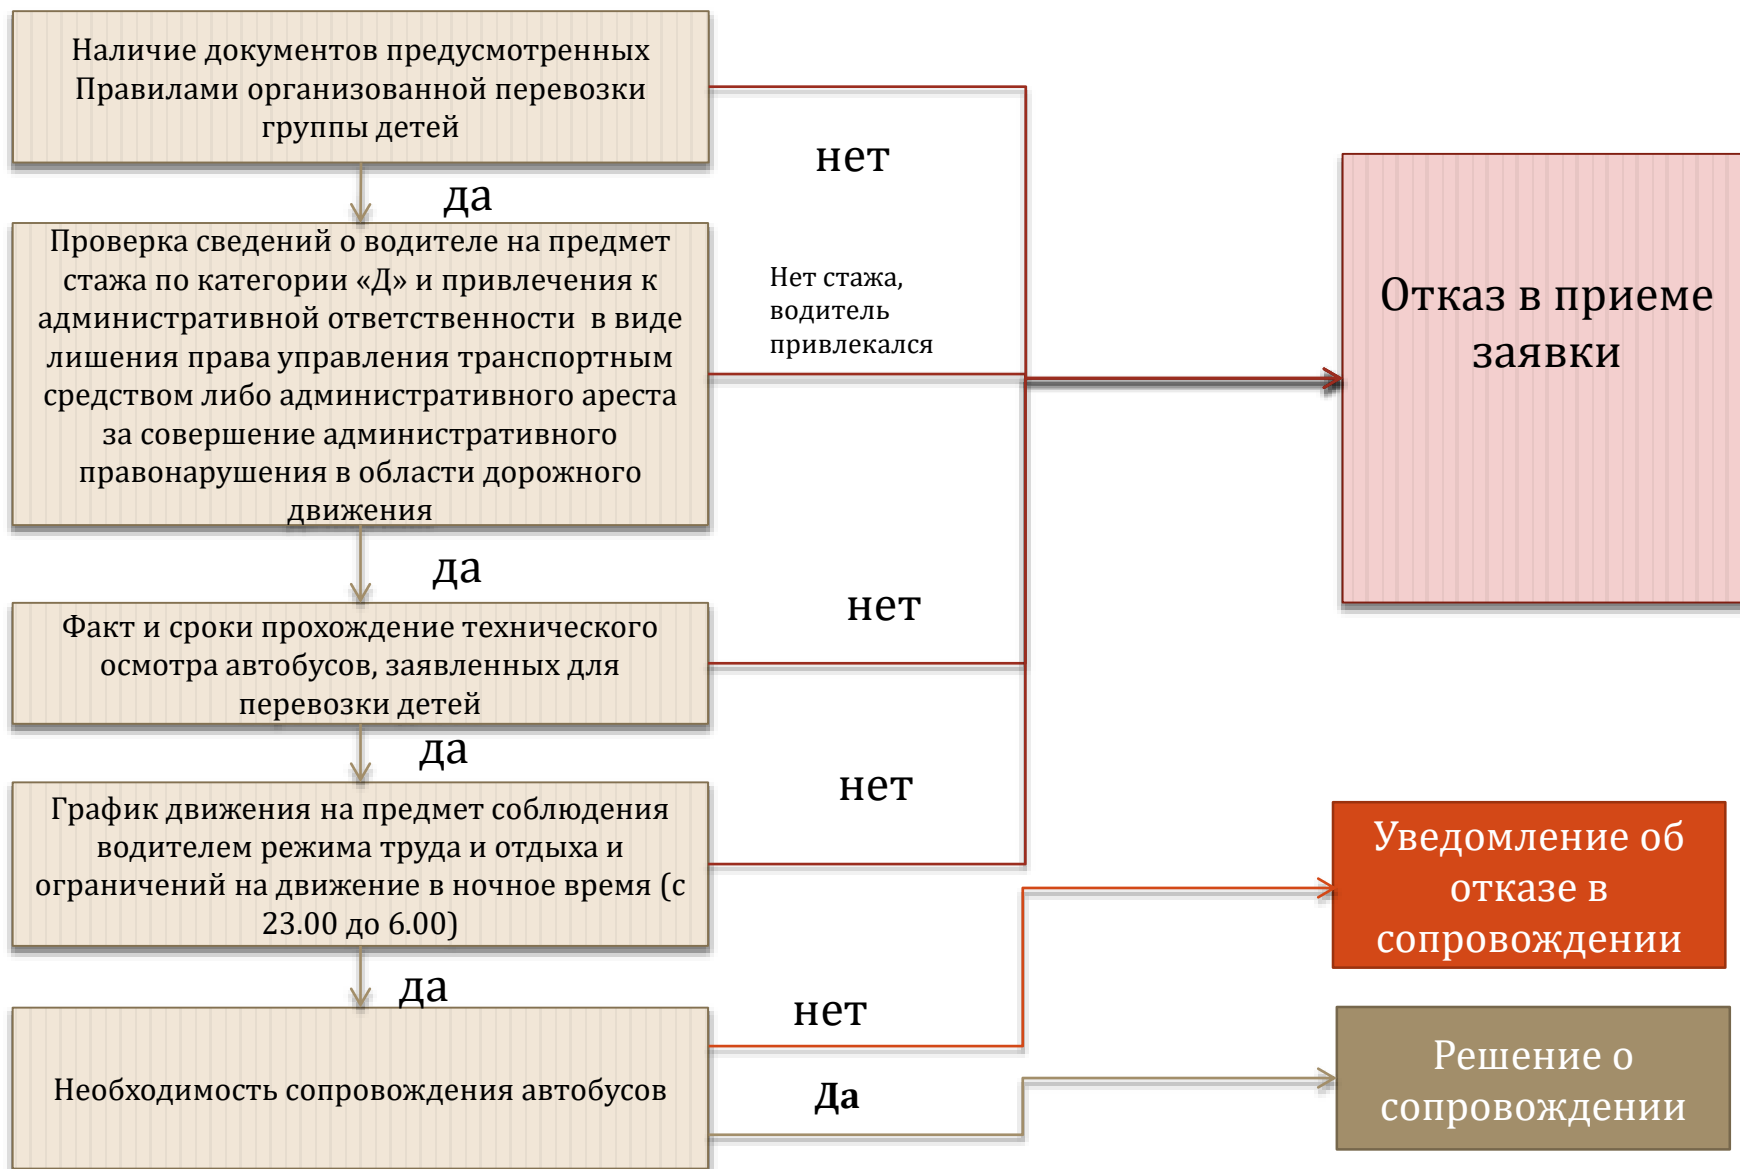 Наличие документов предусмотренных
Правилами организованной перевозки
группы детей
нет
да
Проверка сведений о водителе на предмет
стажа по категории «Д» и привлечения к
административной ответственности в виде
лишения права управления транспортным
средством либо административного ареста
за совершение административного
правонарушения в области дорожного
движения
Нет стажа,
водитель
привлекался
Отказ в приеме
заявки
да
нет
Факт и сроки прохождение технического
осмотра автобусов, заявленных для
перевозки детей
да
нет
График движения на предмет соблюдения
водителем режима труда и отдыха и
ограничений на движение в ночное время (с
23.00 до 6.00)
Уведомление об
отказе в
сопровождении
да
нет
Необходимость сопровождения автобусов
Да
Решение о
сопровождении